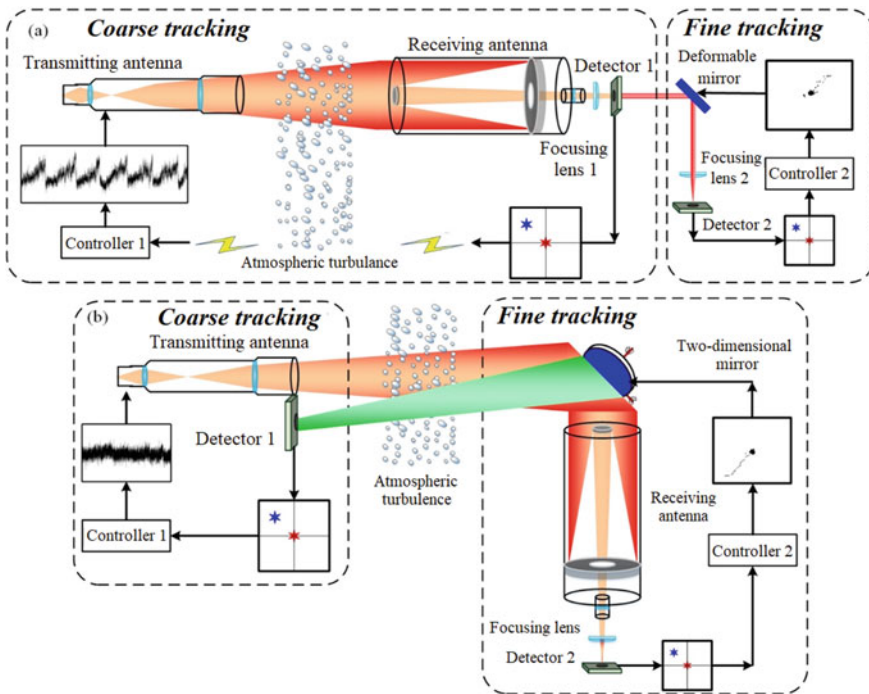 (a)
Coarse tracking
Transmitting antenna
Receiving antenna
Detector 1
Focusing
lens 1
Controller 1
Atmospheric turbulance
Fine tracking
Deformable
mirror
Focusing
lens 2
Controller 2
Detector 2
(b)
Coarse tracking
Transmitting antenna
Detector 1
Controller 1
Atmospheric
turbulence
Fine tracking
Two-dimensional
mirror
Receiving
antenna
Controller 2
Focusing lens
Detector 2